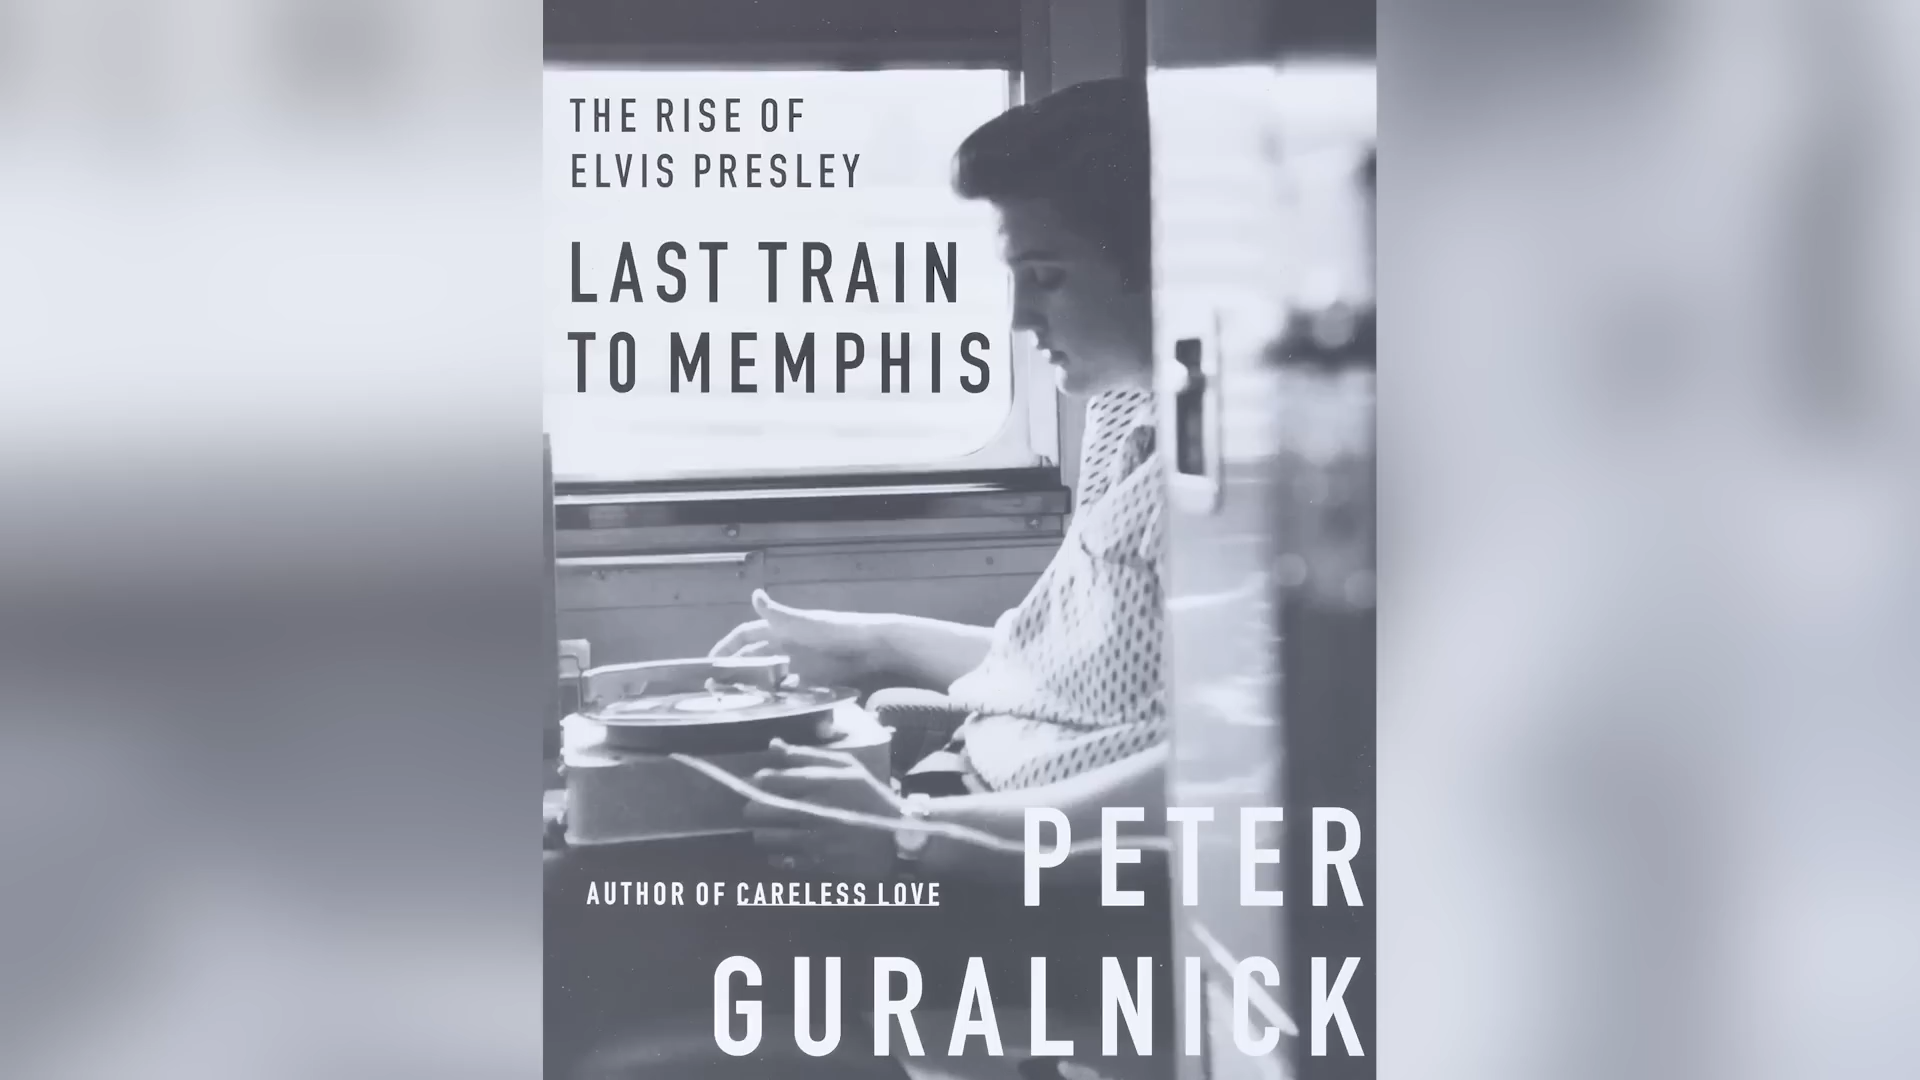 THE RISE OF
ELVIS PRESLEY
LAST TRAIN
TO MEMPHIS
AUTHOR OF CARELESS LOVE
PETER
GURALNICK